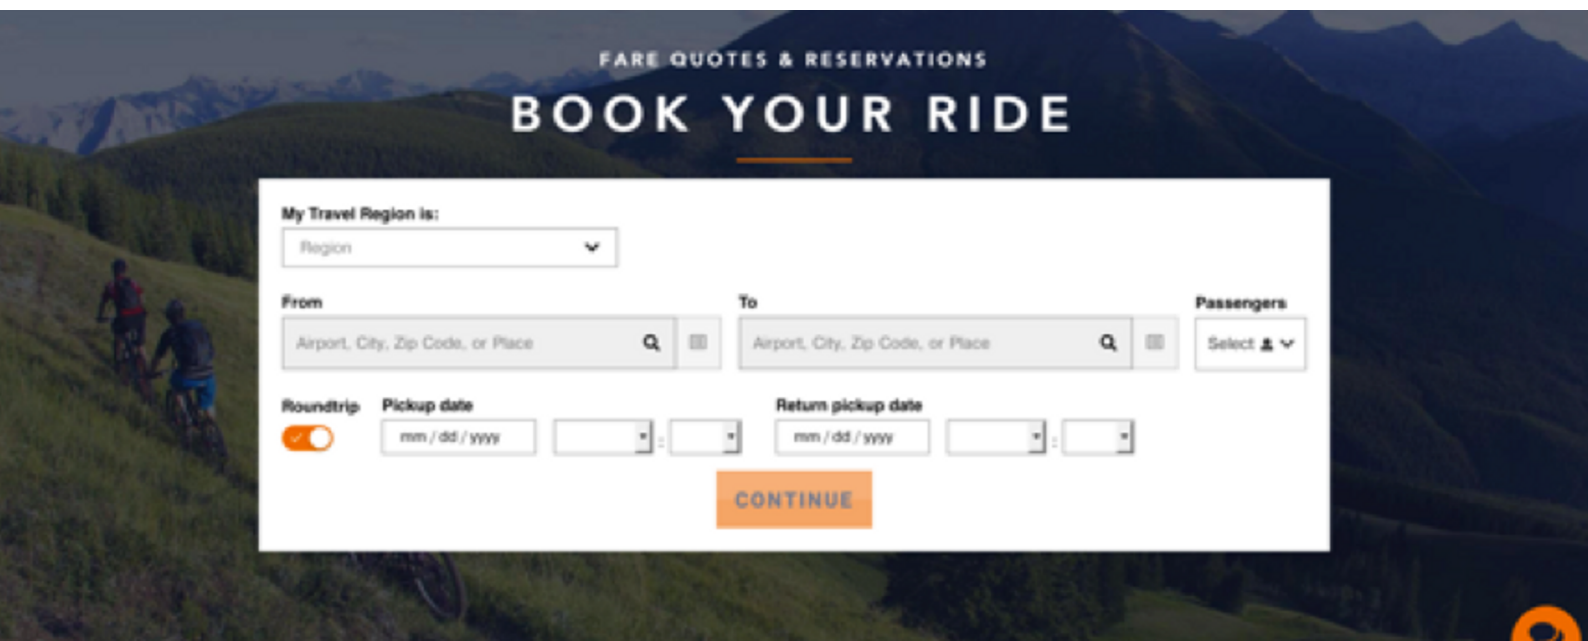 FARE QUOTES & RESERVATIONS
BOOK YOUR RIDE
My Travel Region is:
Region
From To Passengers
Airport, City, Zip Code, or Place Airport, City, Zip Code, or Place Select
Roundtrip Pickup date Return pickup date
mm / dd / yyyy : mm / dd / yyyy :
CONTINUE